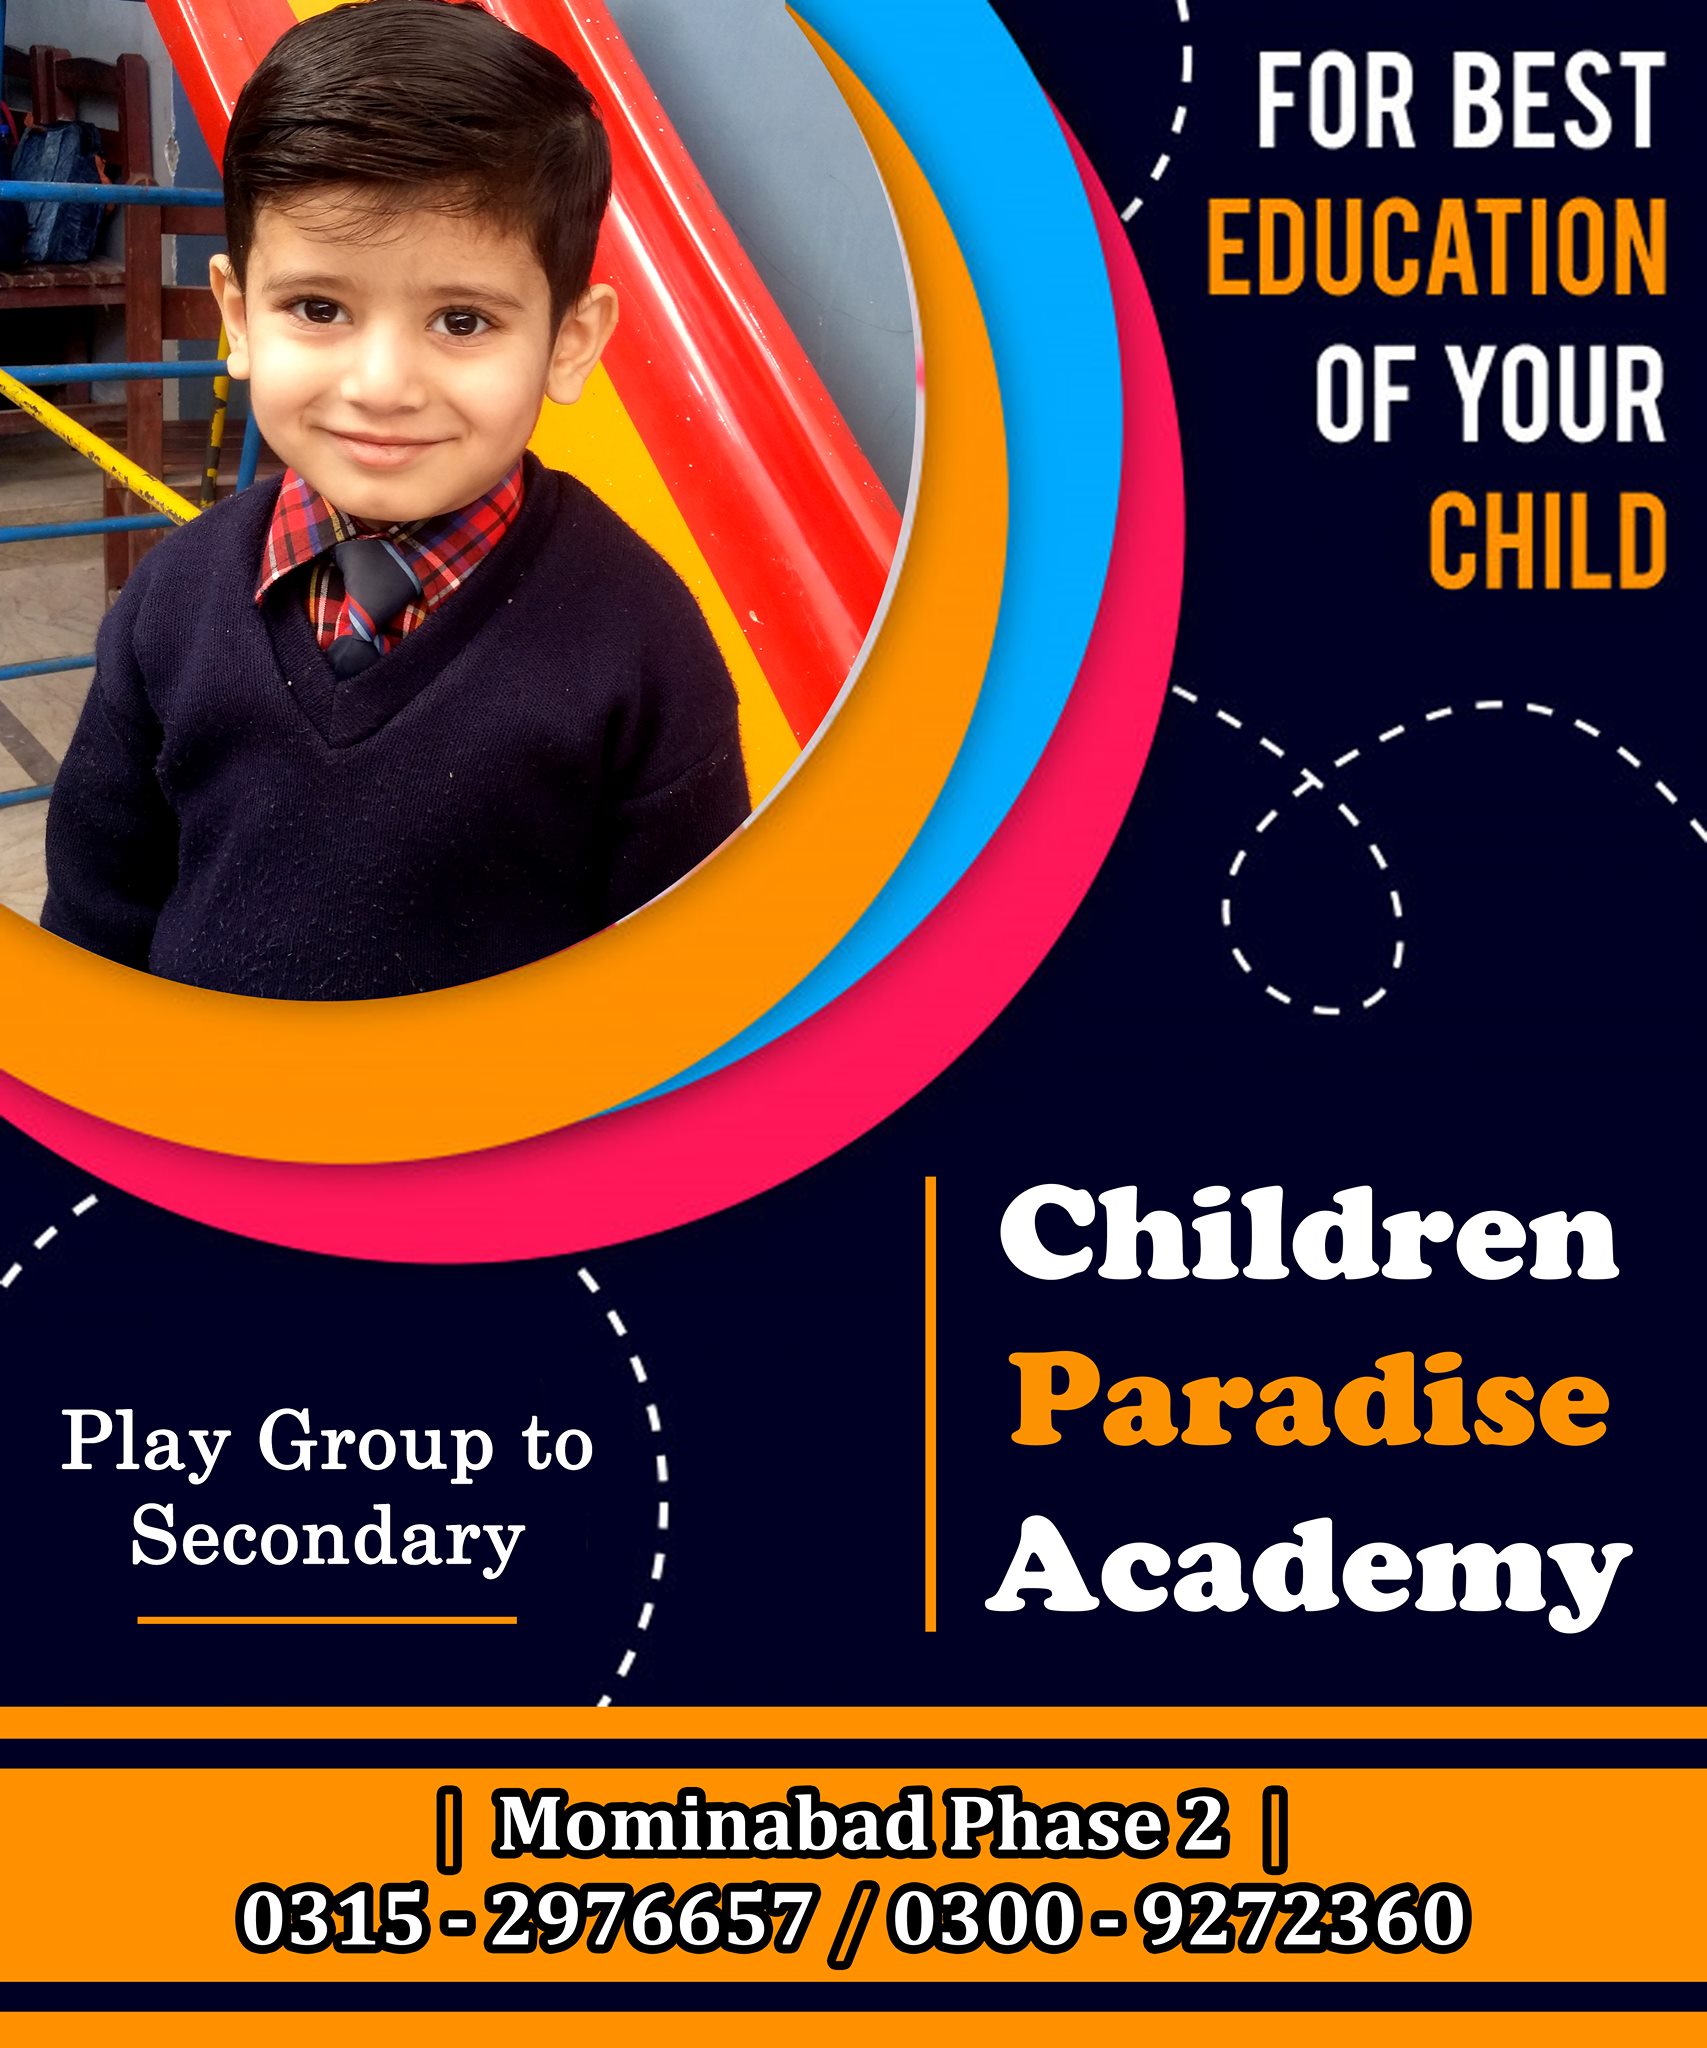 FOR BEST
EDUCATION
OF YOUR
CHILD
Children
Paradise
Academy
Play Group to
Secondary
| Mominabad Phase 2 |
0315 - 2976657 / 0300 - 9272360